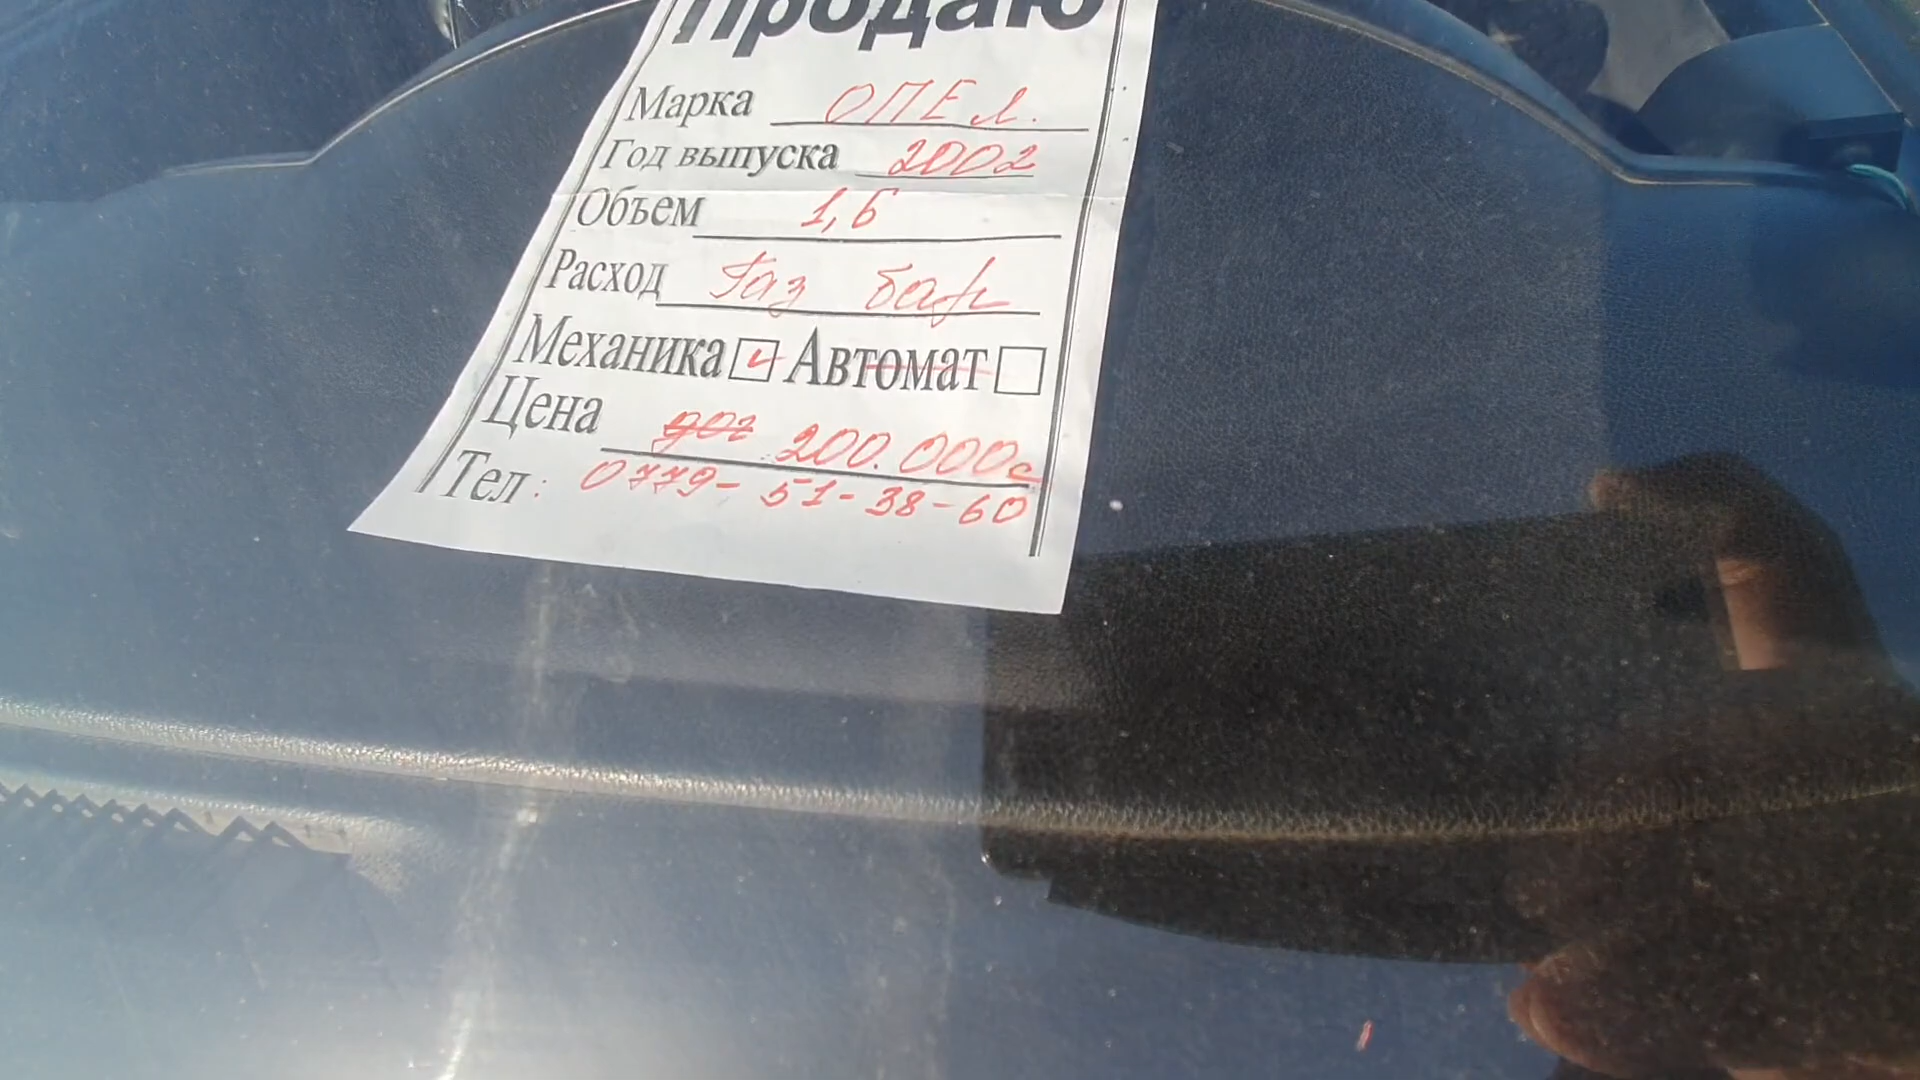 Продаю
Марка ОПЕЛ.
Год выпуска 2002
Объем 1,6
Расход Газ бар
Механика Автомат
Цена дог 200.000с
Тел: 0779-51-38-60